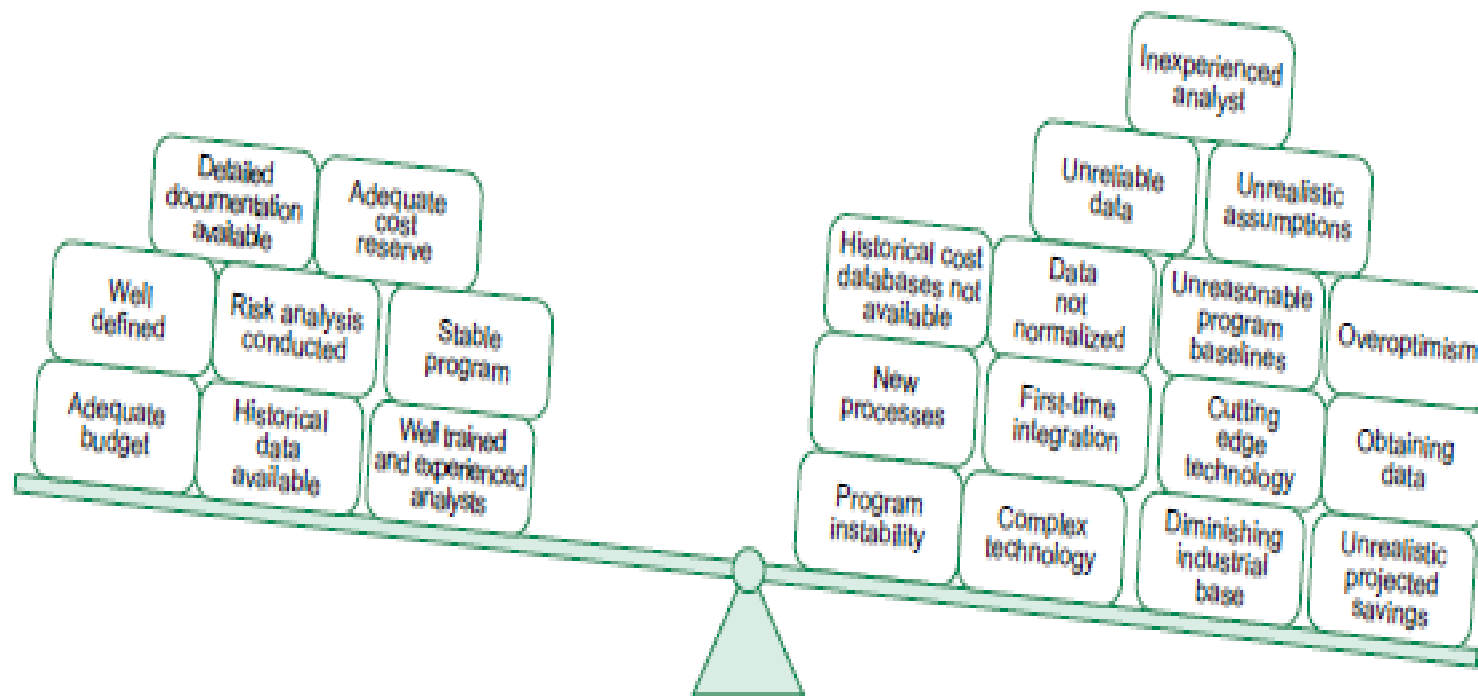 Detailed
documentation
available
Adequate
cost
reserve
Well
defined
Risk analysis
conducted
Stable
program
Adequate
budget
Historical
data
available
Well trained
and experienced
analysis
Inexperienced
analyst
Unreliable
data
Unrealistic
assumptions
Historical cost
databases not
available
Data
not
normalized
Unreasonable
program
baselines
Overoptimism
New
processes
First-time
integration
Cutting
edge
technology
Obtaining
data
Program
instability
Complex
technology
Diminishing
industrial
base
Unrealistic
projected
savings